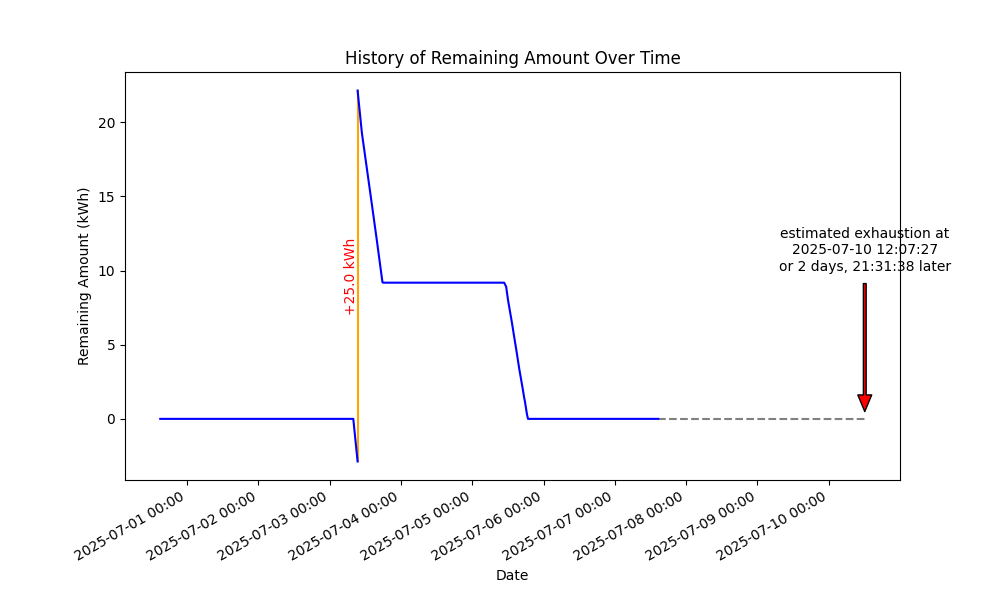 History of Remaining Amount Over Time
Remaining Amount (kWh)
20
15
10
5
0
+25.0 kWh
estimated exhaustion at
2025-07-10 12:07:27
or 2 days, 21:31:38 later
2025-07-01 00:00
2025-07-02 00:00
2025-07-03 00:00
2025-07-04 00:00
2025-07-05 00:00
2025-07-06 00:00
2025-07-07 00:00
2025-07-08 00:00
2025-07-09 00:00
2025-07-10 00:00
Date